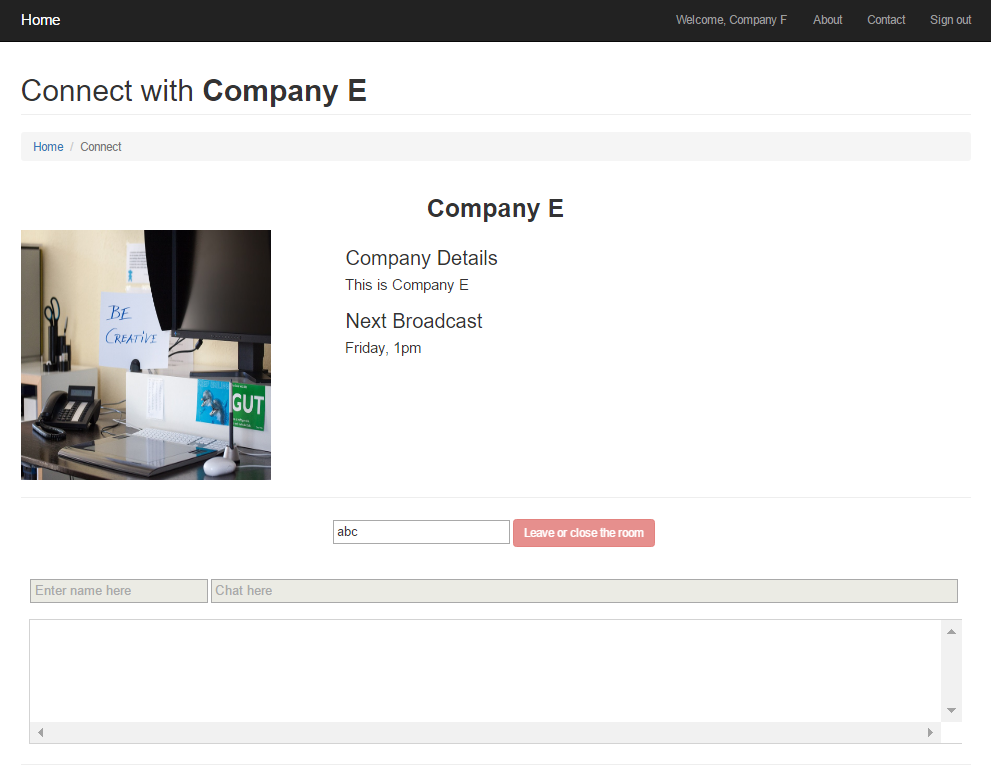 Home
Welcome, Company F
About
Contact
Sign out
Connect with Company E
Home / Connect
Company E
BE
CREATIVE
GUT
Company Details
This is Company E
Next Broadcast
Friday, 1pm
abc
Leave or close the room
Enter name here
Chat here